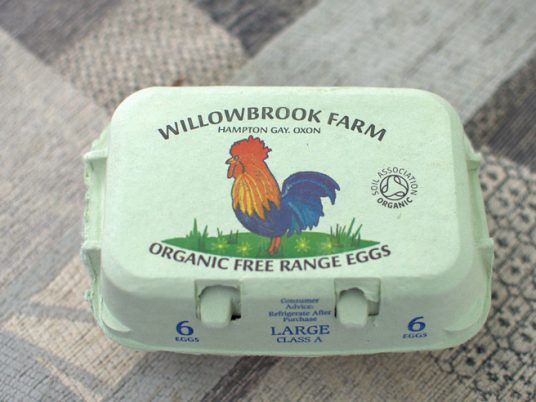 WILLOWBROOK FARM
HAMPTON GAY. OXON
SOIL ASSOCIATION
ORGANIC
ORGANIC FREE RANGE EGGS
6
EGGS
Consumer
Advice:
Refrigerate After
Purchase
LARGE
CLASS A
6
EGGS